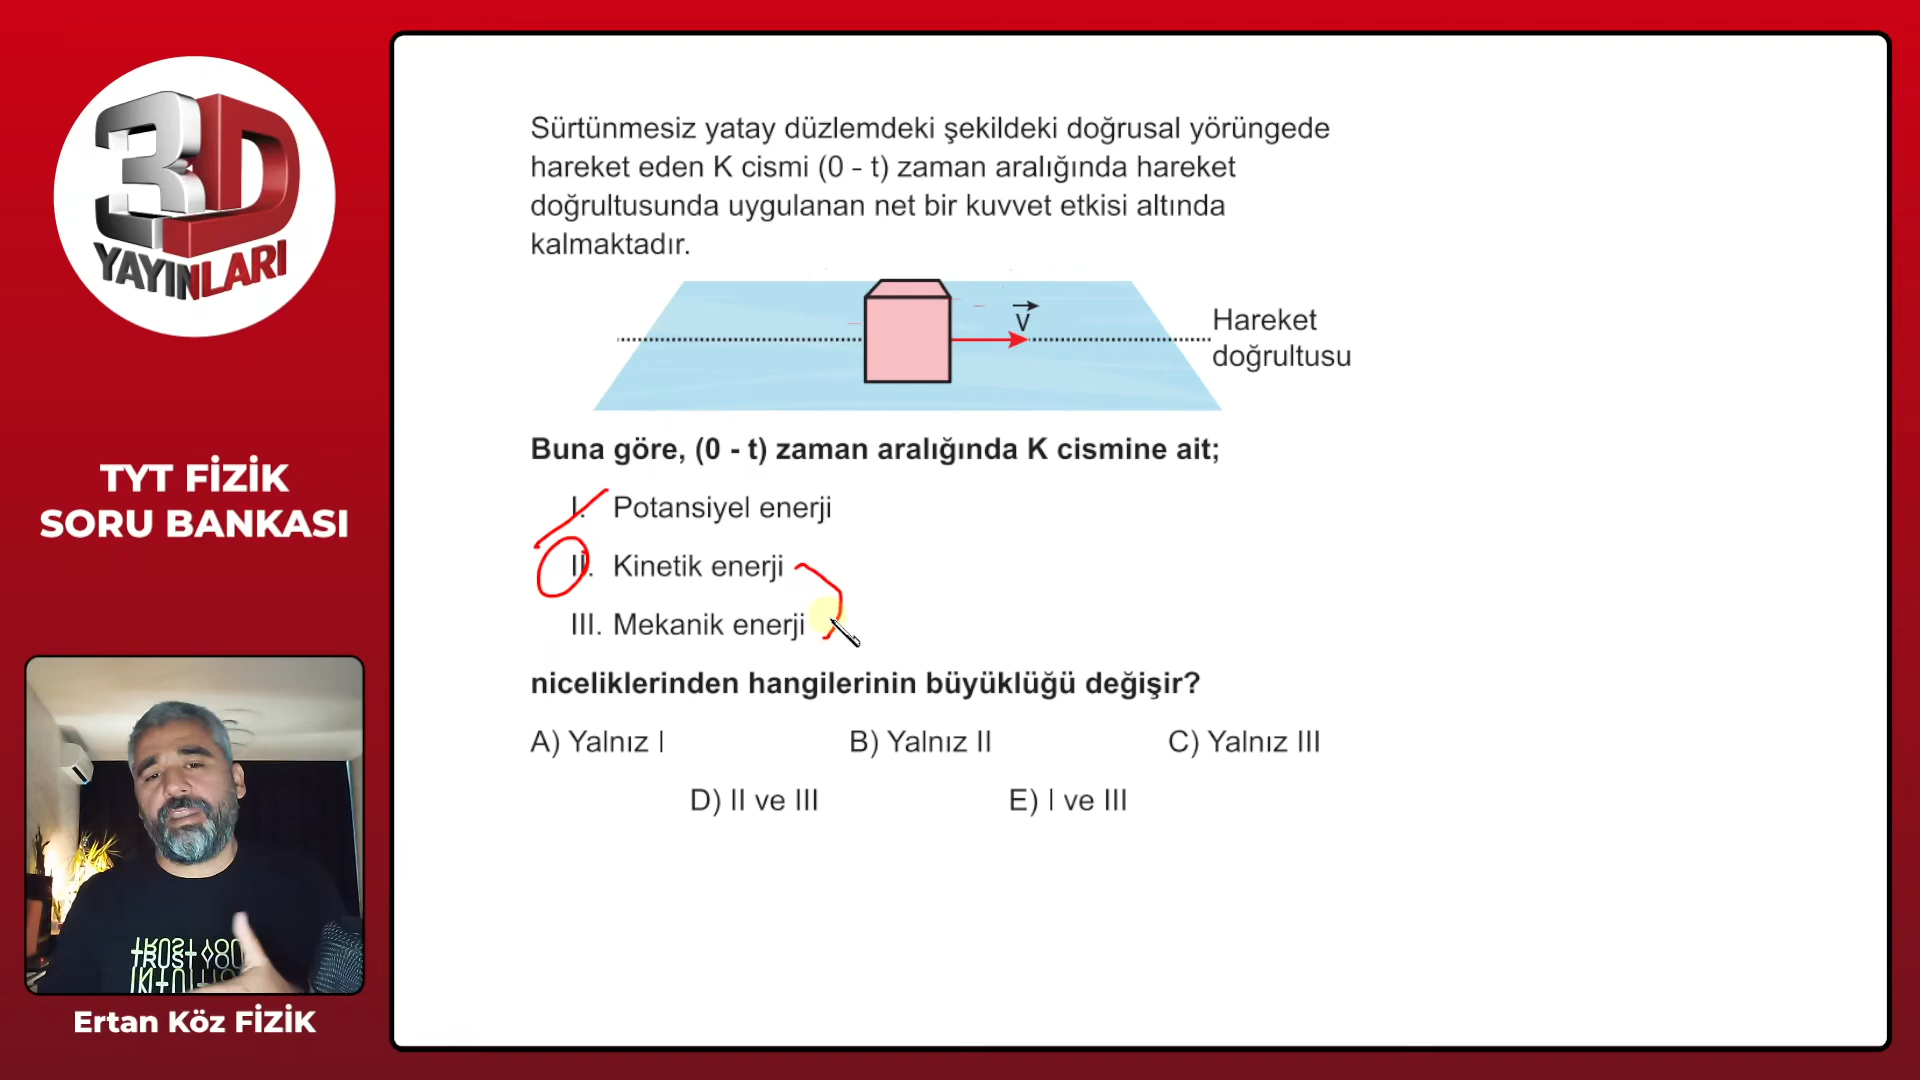 3D
YAYINLARI
TYT FİZİK
SORU BANKASI
TRUST YOU
Ertan Köz FİZİK
Sürtünmesiz yatay düzlemdeki şekildeki doğrusal yörüngede
hareket eden K cismi (0 - t) zaman aralığında hareket
doğrultusunda uygulanan net bir kuvvet etkisi altında
kalmaktadır.
V
Hareket
doğrultusu
Buna göre, (0 - t) zaman aralığında K cismine ait;
I. Potansiyel enerji
II. Kinetik enerji
III. Mekanik enerji
niceliklerinden hangilerinin büyüklüğü değişir?
A) Yalnız I
B) Yalnız II
C) Yalnız III
D) II ve III
E) I ve III